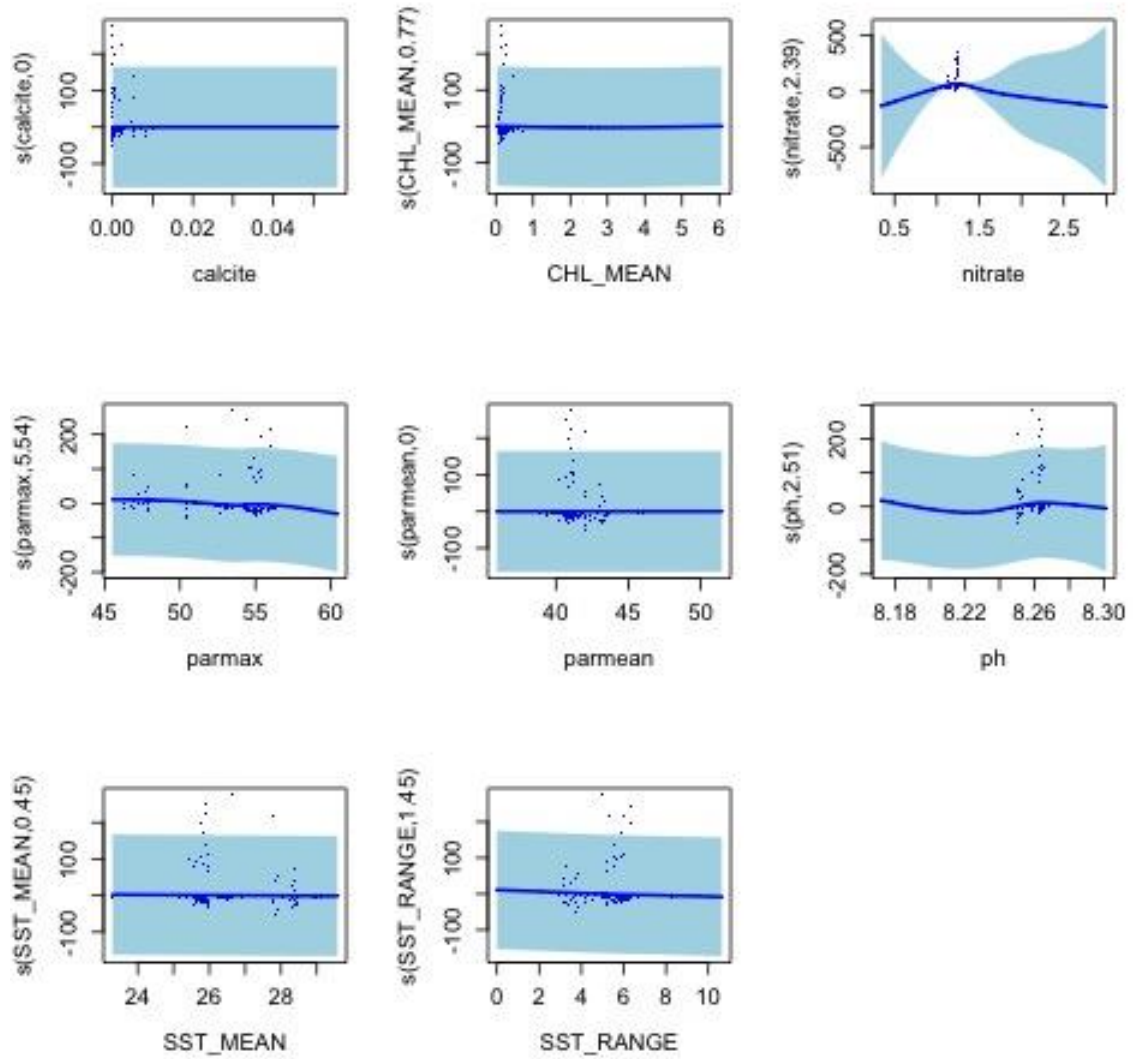 s(calcite,0)
100
-100
0.00 0.02 0.04
calcite
s(CHL_MEAN,0.77)
100
-100
0 1 2 3 4 5 6
CHL_MEAN
s(nitrate,2.39)
500
0
-500
0.5 1.5 2.5
nitrate
s(parmax,5.54)
200
0
-200
45 50 55 60
parmax
s(parmean,0)
100
-100
40 45 50
parmean
s(ph,2.51)
200
0
-200
8.18 8.22 8.26 8.30
ph
s(SST_MEAN,0.45)
100
-100
24 26 28
SST_MEAN
s(SST_RANGE,1.45)
100
-100
0 2 4 6 8 10
SST_RANGE